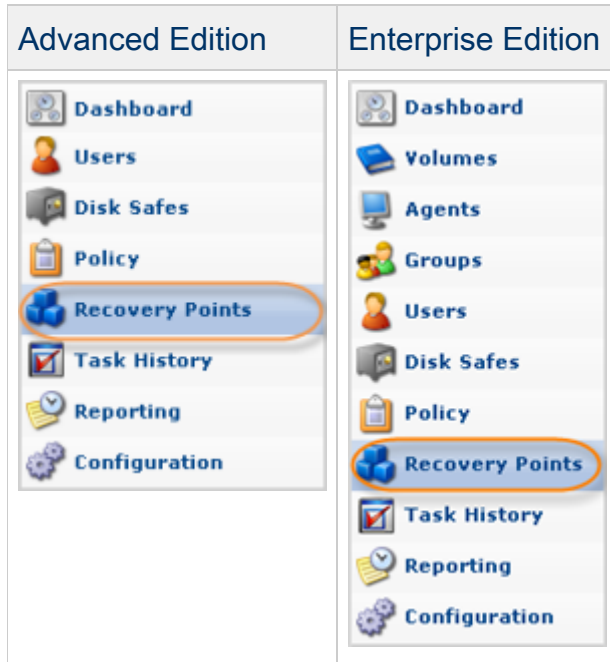 Advanced Edition
Enterprise Edition
Dashboard
Users
Disk Safes
Policy
Recovery Points
Task History
Reporting
Configuration
Dashboard
Volumes
Agents
Groups
Users
Disk Safes
Policy
Recovery Points
Task History
Reporting
Configuration